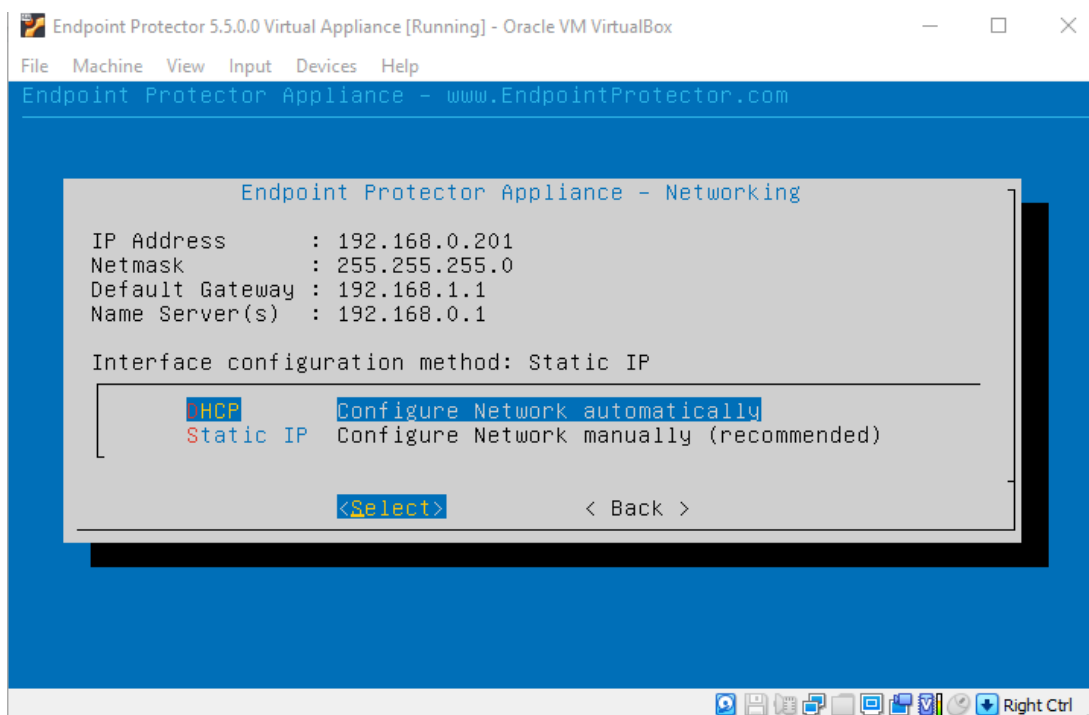 Endpoint Protector 5.5.0.0 Virtual Appliance [Running] - Oracle VM VirtualBox
File Machine View Input Devices Help
Endpoint Protector Appliance – www.EndpointProtector.com
Endpoint Protector Appliance – Networking
IP Address : 192.168.0.201
Netmask : 255.255.255.0
Default Gateway : 192.168.1.1
Name Server(s) : 192.168.0.1
Interface configuration method: Static IP
DHCP Configure Network automatically
Static IP Configure Network manually (recommended)
<Select> < Back >
Right Ctrl